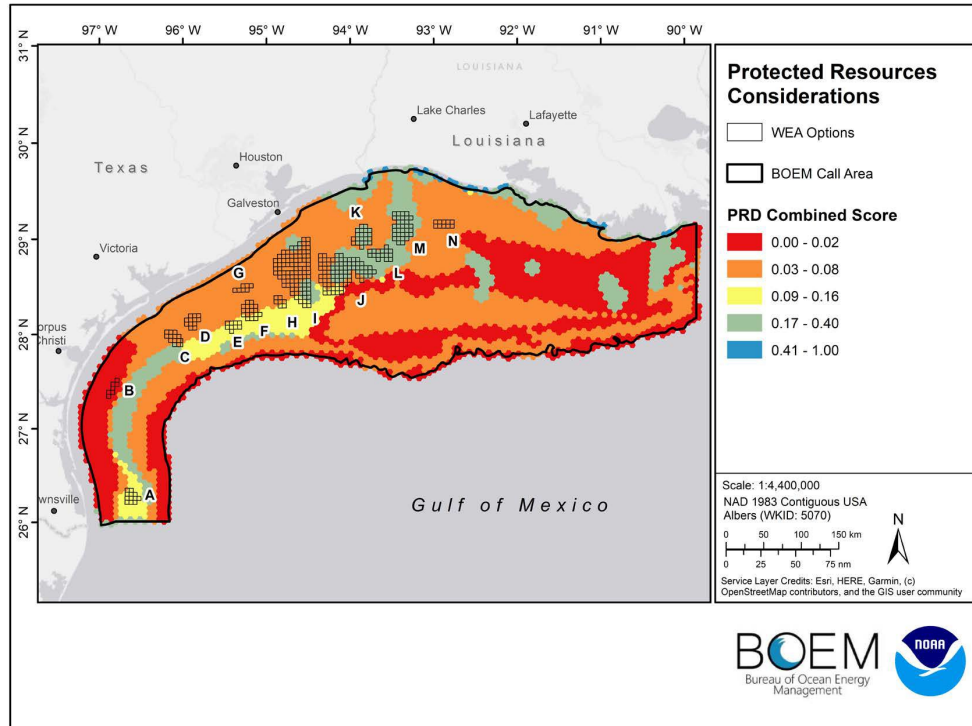 97° W 96° W 95° W 94° W 93° W 92° W 91° W 90° W
31° N
30° N
29° N
28° N
27° N
26° N
LOUISIANA
Lake Charles
Lafayette
Louisiana
Texas
Houston
Galveston
Victoria
orpus
Christi
wnsville
K
M
N
G
L
J
I
H
F
D
E
C
B
A
Gulf of Mexico
Protected Resources
Considerations
WEA Options
BOEM Call Area
PRD Combined Score
0.00 - 0.02
0.03 - 0.08
0.09 - 0.16
0.17 - 0.40
0.41 - 1.00
Scale: 1:4,400,000
NAD 1983 Contiguous USA
Albers (WKID: 5070)
N
0 50 100 150 km
0 25 50 75 nm
Service Layer Credits: Esri, HERE, Garmin, (c)
OpenStreetMap contributors, and the GIS user community
BOEM
Bureau of Ocean Energy
Management
NOAA